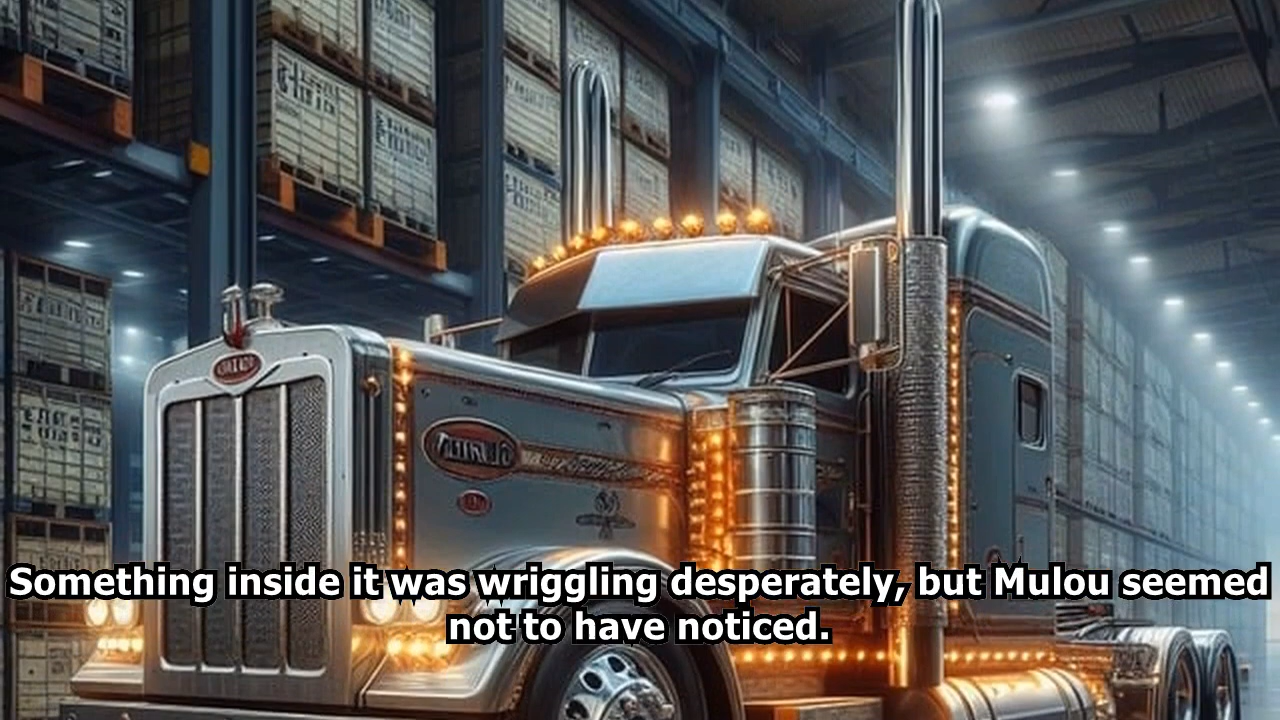 Something inside it was wriggling desperately, but Mulou seemed
not to have noticed.